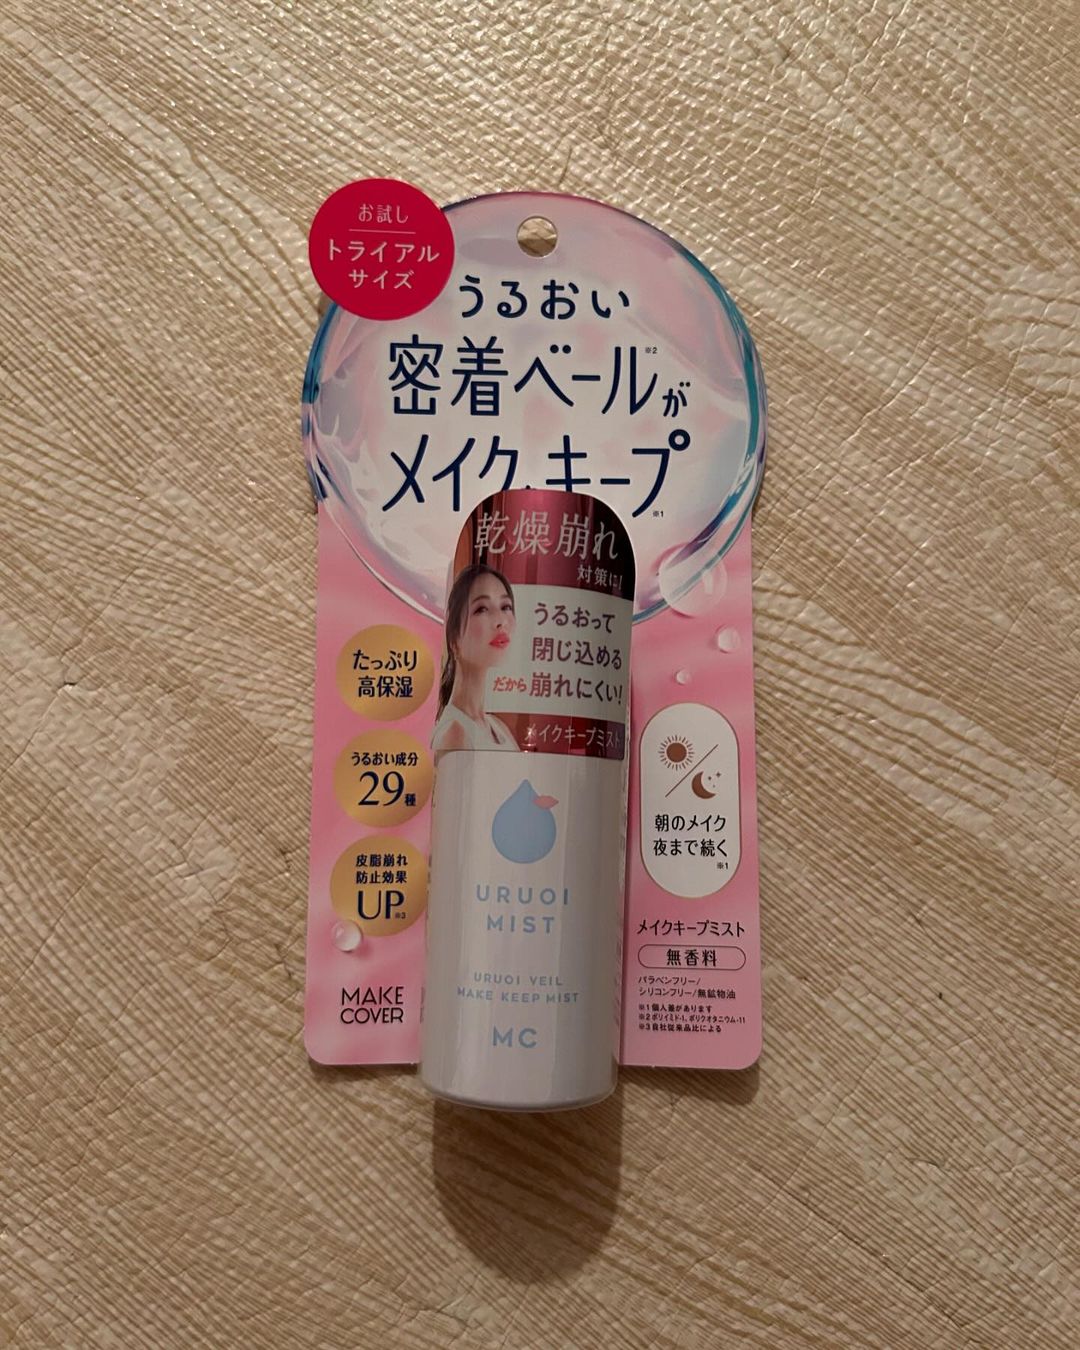 お試し
トライアル
サイズ
うるおい
密着ベール※2が
メイクキープ※1
乾燥崩れ
対策に!
うるおって
閉じ込める
だから崩れにくい!
メイクキープミスト
たっぷり
高保湿
うるおい成分
29種
皮脂崩れ
防止効果
UP※3
MAKE
COVER
URUOI
MIST
URUOI VEIL
MAKE KEEP MIST
MC
朝のメイク
夜まで続く
※1
メイクキープミスト
無香料
パラベンフリー/
シリコンフリー/無鉱物油
※1 個人差があります
※2 ポリイミド-1、ポリクオタニウム-11
※3 自社従来品比による